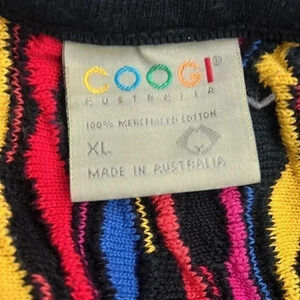 COOGI®
AUSTRALIA
100% MERCERISED COTTON
XL
MADE IN AUSTRALIA